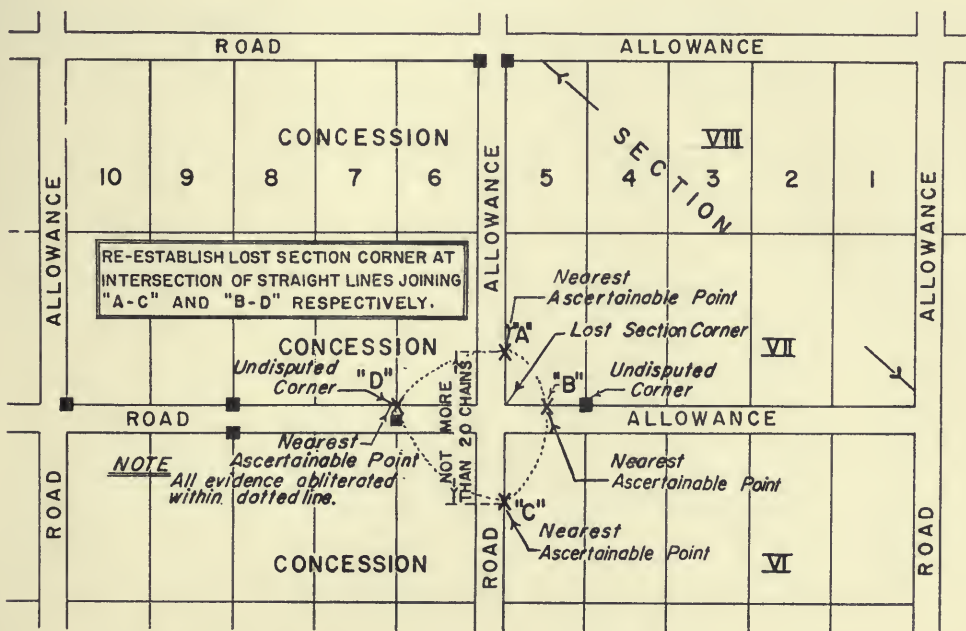 ROAD
ALLOWANCE
CONCESSION
VIII
SECTION
ALLOWANCE
ALLOWANCE
ALLOWANCE
10 9 8 7 6 5 4 3 2 1
RE-ESTABLISH LOST SECTION CORNER AT
INTERSECTION OF STRAIGHT LINES JOINING
"A-C" AND "B-D" RESPECTIVELY.
Nearest
Ascertainable Point
"A"
Lost Section Corner
CONCESSION
VII
Undisputed
Corner
"D"
"B"
Undisputed
Corner
NOT MORE
THAN 20 CHAINS
ROAD
ALLOWANCE
Nearest
Ascertainable Point
NOTE
All evidence obliterated
within dotted line.
Nearest
Ascertainable Point
"C"
Nearest
Ascertainable Point
ROAD
ROAD
ROAD
CONCESSION
VI